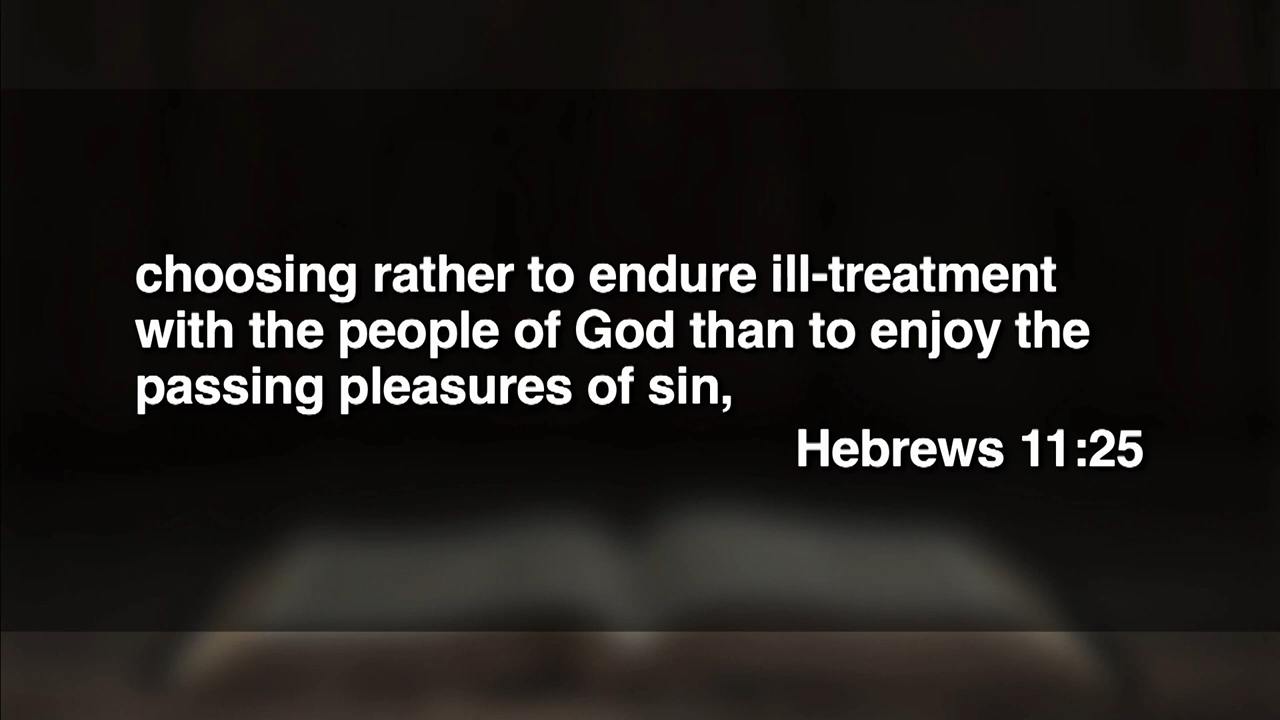 choosing rather to endure ill-treatment
with the people of God than to enjoy the
passing pleasures of sin,
Hebrews 11:25